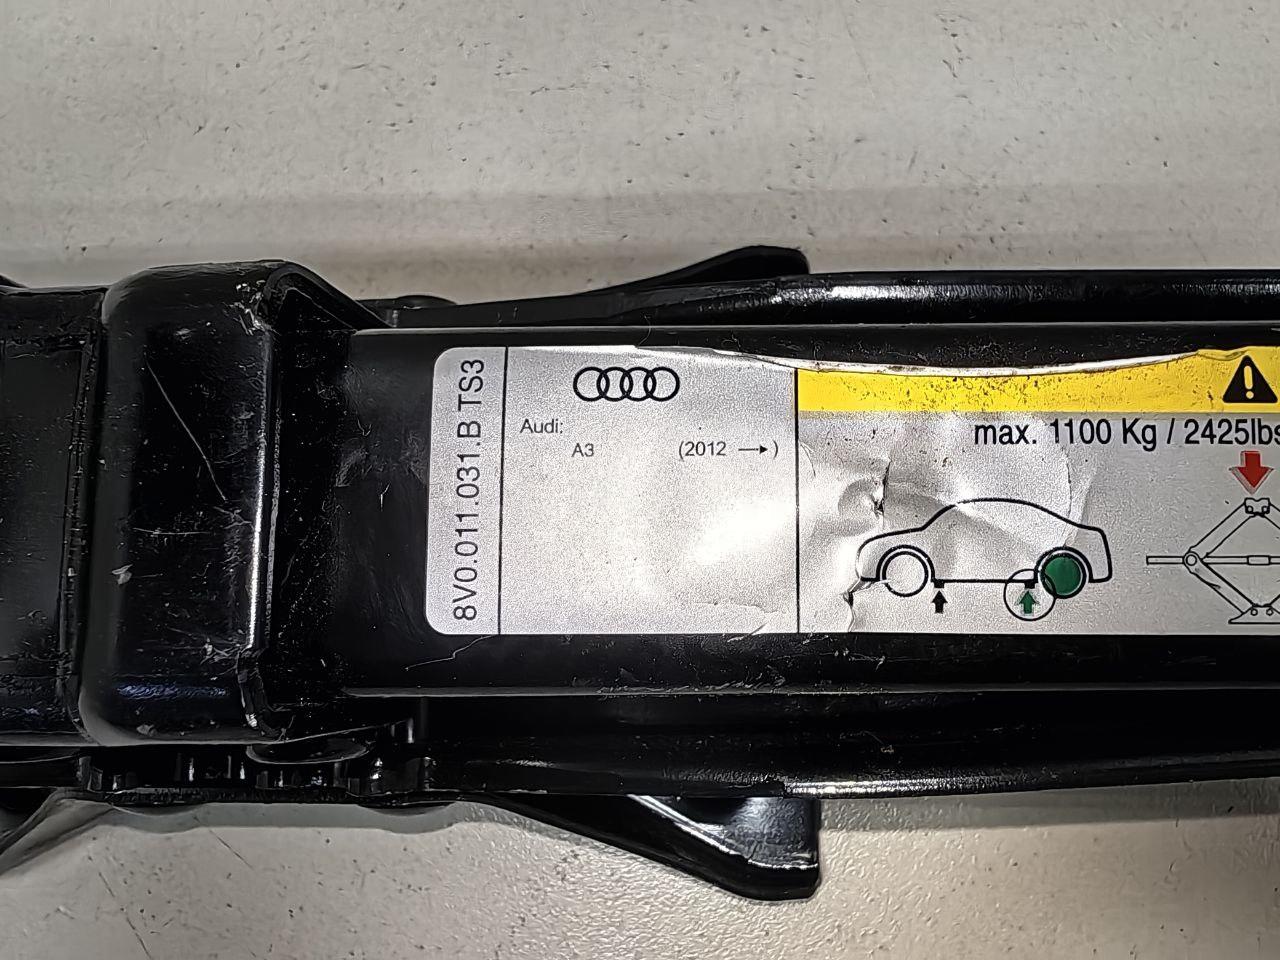 8V0.011.031.B TS3
Audi:
A3 (2012 → )
max. 1100 Kg / 2425lbs